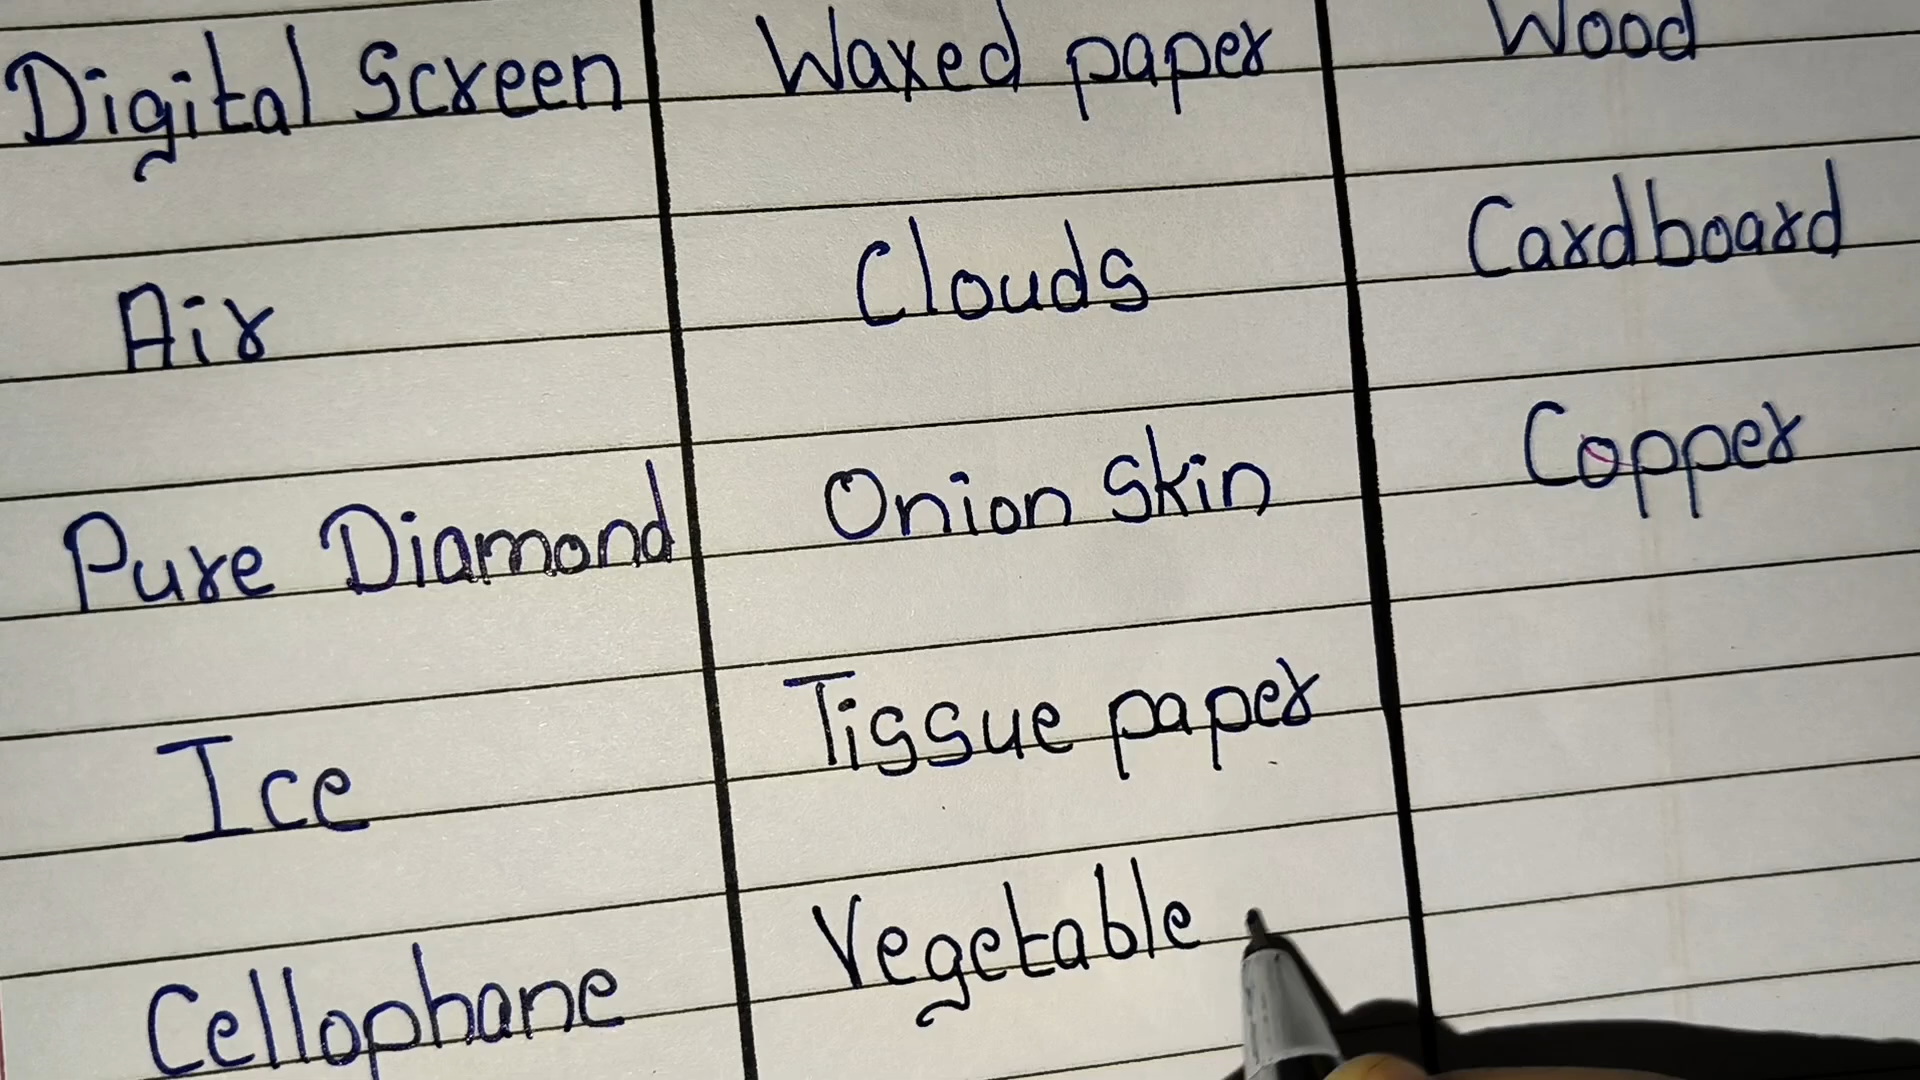 Digital Screen
Waxed paper
Wood
Air
Clouds
Cardboard
Pure Diamond
Onion Skin
Copper
Ice
Tissue paper
Cellophane
Vegetable